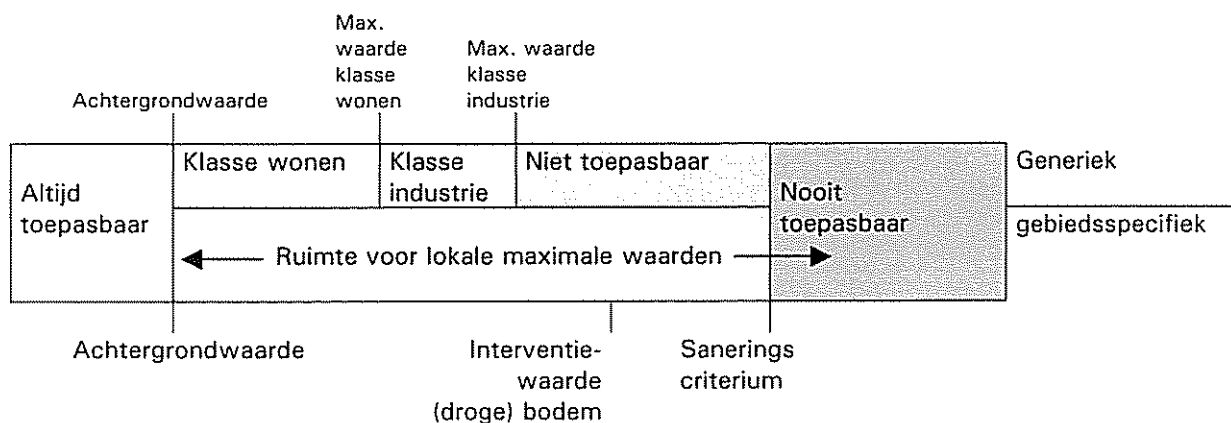 Max.
waarde
klasse
wonen
Max. waarde
klasse
industrie
Achtergrondwaarde
Altijd
toepasbaar
Klasse wonen
Klasse
industrie
Niet toepasbaar
Nooit
toepasbaar
Generiek
gebiedsspecifiek
Ruimte voor lokale maximale waarden
Achtergrondwaarde
Interventie-
waarde
(droge) bodem
Sanerings
criterium